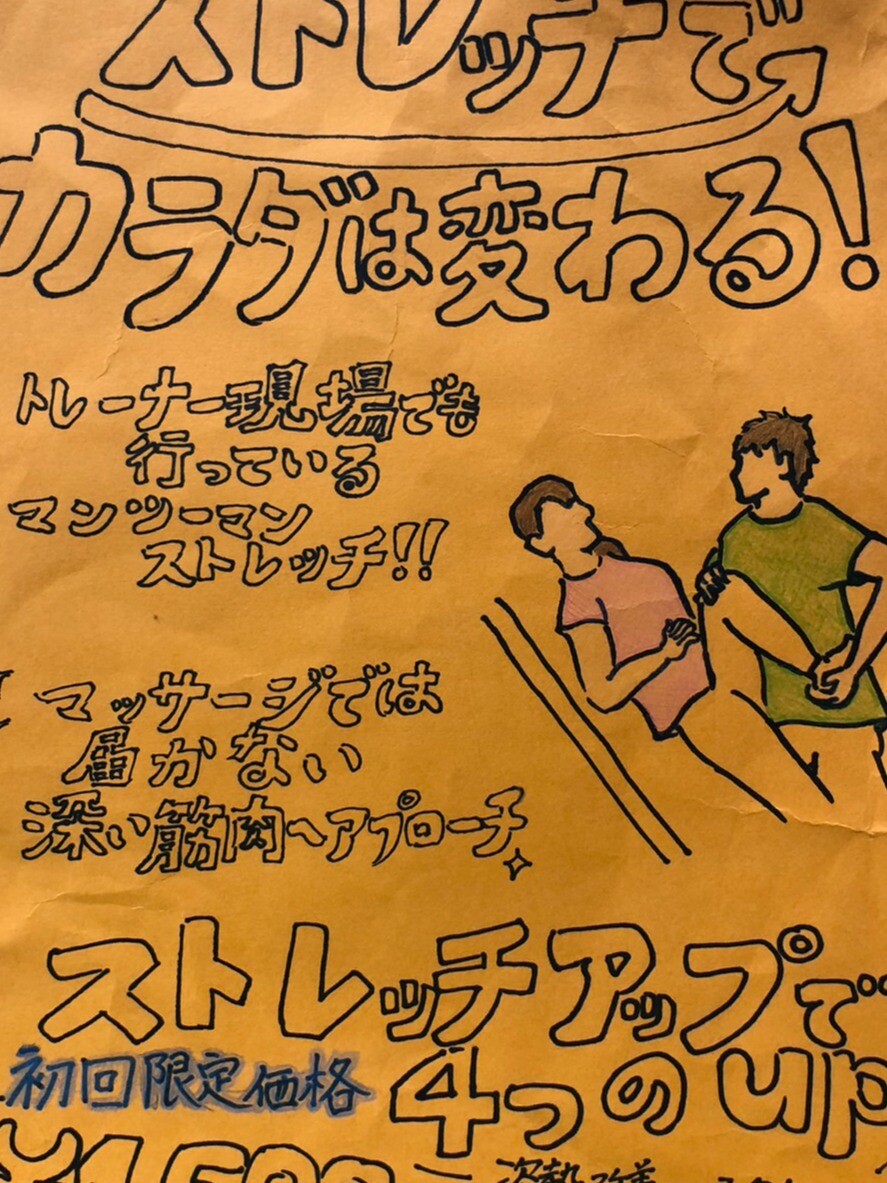 ストレッチで
カラダは変わる!
トレーナー現場でも
行っている
マンツーマン
ストレッチ!!
マッサージでは
届かない
深い筋肉へアプローチ
ストレッチアップで
初回限定価格
4つのup